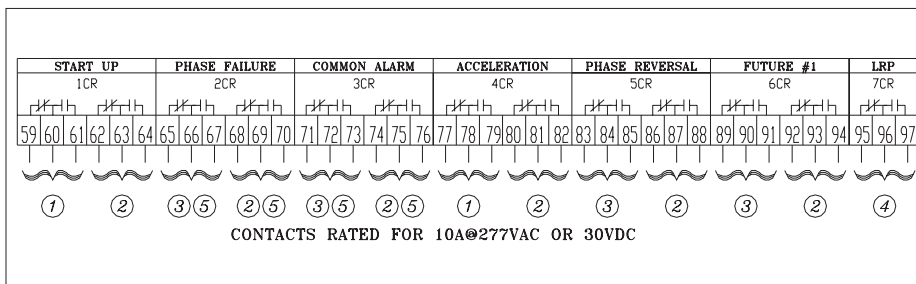 START UP PHASE FAILURE COMMON ALARM ACCELERATION PHASE REVERSAL FUTURE #1 LRP
1CR 2CR 3CR 4CR 5CR 6CR 7CR
59 60 61 62 63 64 65 66 67 68 69 70 71 72 73 74 75 76 77 78 79 80 81 82 83 84 85 86 87 88 89 90 91 92 93 94 95 96 97
1 2 3 5 2 5 3 5 2 5 1 2 3 2 3 2 4
CONTACTS RATED FOR 10A@277VAC OR 30VDC